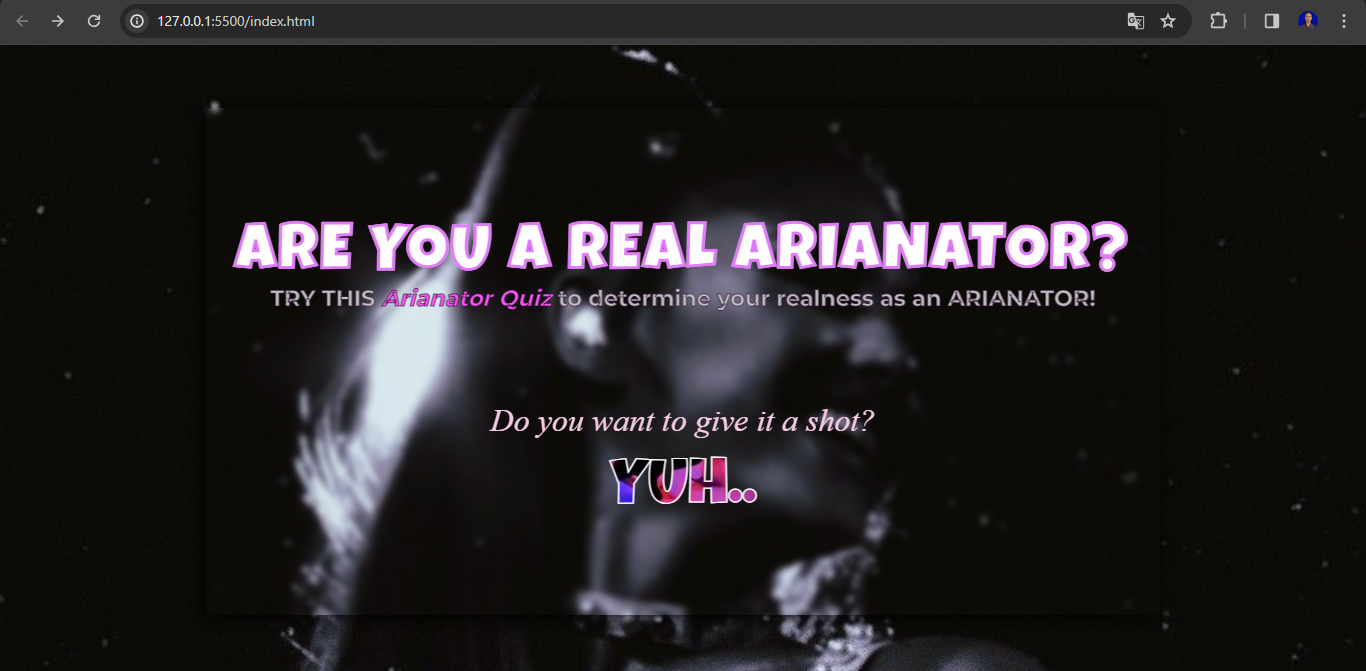 127.0.0.1:5500/index.html
ARE YOU A REAL ARIANATOR?
TRY THIS Arianator Quiz to determine your realness as an ARIANATOR!
Do you want to give it a shot?
YUH..